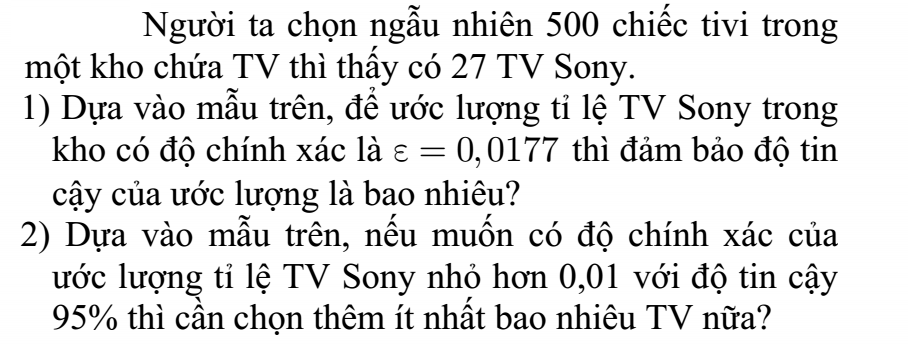 Người ta chọn ngẫu nhiên 500 chiếc tivi trong
một kho chứa TV thì thấy có 27 TV Sony.
1) Dựa vào mẫu trên, để ước lượng tỉ lệ TV Sony trong
kho có độ chính xác là ε = 0,0177 thì đảm bảo độ tin
cậy của ước lượng là bao nhiêu?
2) Dựa vào mẫu trên, nếu muốn có độ chính xác của
ước lượng tỉ lệ TV Sony nhỏ hơn 0,01 với độ tin cậy
95% thì cần chọn thêm ít nhất bao nhiêu TV nữa?